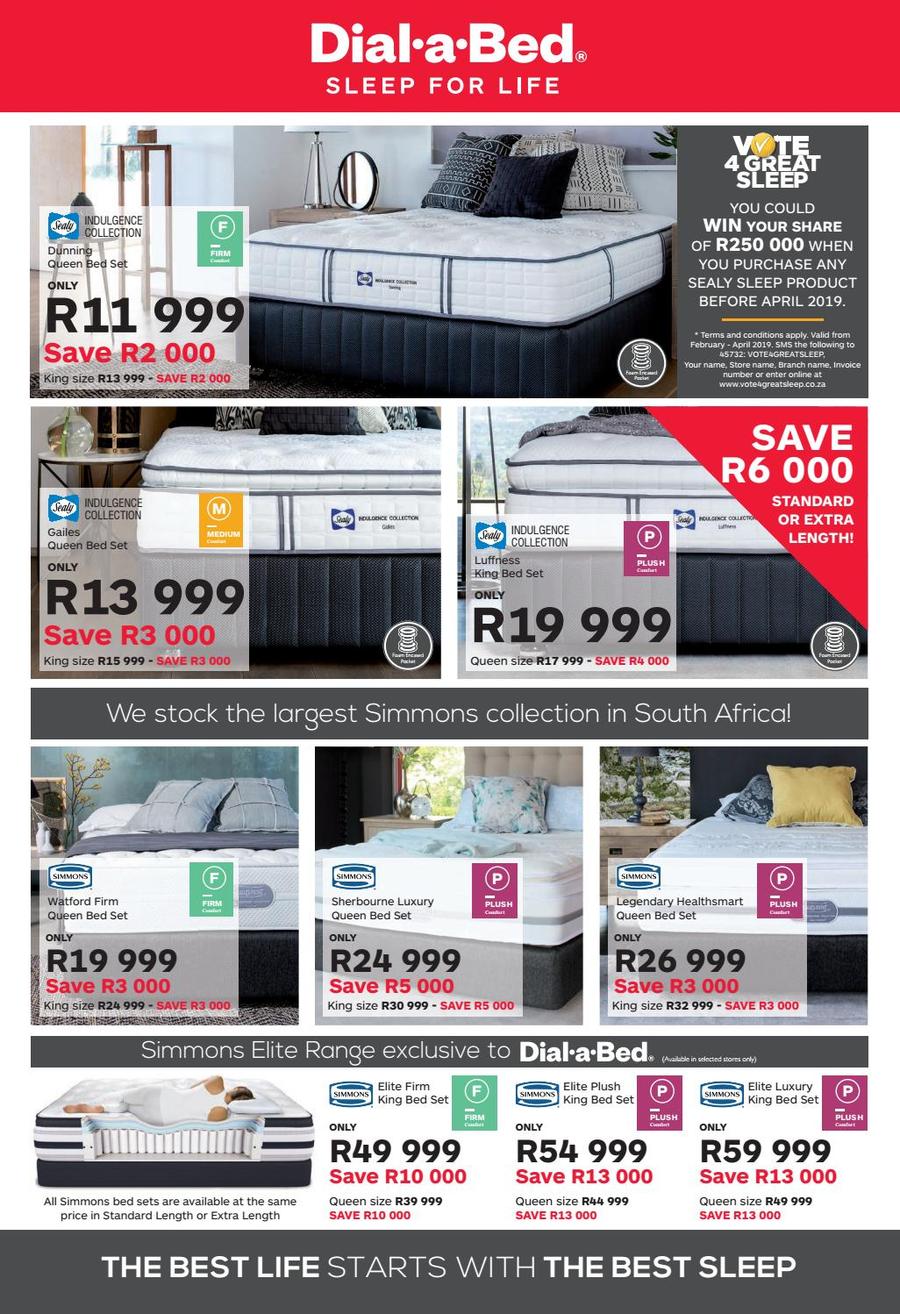 Dial·a·Bed®
SLEEP FOR LIFE
Sealy INDULGENCE
COLLECTION
Dunning
Queen Bed Set
F
FIRM
Comfort
ONLY
R11 999
Save R2 000
King size R13 999 - SAVE R2 000
Sealy INDULGENCE COLLECTION
Foam Encased
Pocket
VOTE
4 GREAT
SLEEP
YOU COULD
WIN YOUR SHARE
OF R250 000 WHEN
YOU PURCHASE ANY
SEALY SLEEP PRODUCT
BEFORE APRIL 2019.
* Terms and conditions apply. Valid from
February - April 2019. SMS the following to
45732: VOTE4GREATSLEEP,
Your name, Store name, Branch name, Invoice
number or enter online at
www.vote4greatsleep.co.za
Sealy INDULGENCE
COLLECTION
Gailes
Queen Bed Set
M
MEDIUM
Comfort
ONLY
R13 999
Save R3 000
King size R15 999 - SAVE R3 000
Sealy INDULGENCE COLLECTION
Gailes
Foam Encased
Pocket
Sealy INDULGENCE
COLLECTION
Luffness
King Bed Set
P
PLUSH
Comfort
ONLY
R19 999
Queen size R17 999 - SAVE R4 000
Sealy INDULGENCE COLLECTION
Luffness
SAVE
R6 000
STANDARD
OR EXTRA
LENGTH!
Foam Encased
Pocket
We stock the largest Simmons collection in South Africa!
SIMMONS
Watford Firm
Queen Bed Set
F
FIRM
Comfort
ONLY
R19 999
Save R3 000
King size R24 999 - SAVE R3 000
SIMMONS
Sherbourne Luxury
Queen Bed Set
P
PLUSH
Comfort
ONLY
R24 999
Save R5 000
King size R30 999 - SAVE R5 000
SIMMONS
Legendary Healthsmart
Queen Bed Set
P
PLUSH
Comfort
ONLY
R26 999
Save R3 000
King size R32 999 - SAVE R3 000
Simmons Elite Range exclusive to Dial·a·Bed® (Available in selected stores only)
All Simmons bed sets are available at the same
price in Standard Length or Extra Length
SIMMONS
Elite Firm
King Bed Set
F
FIRM
Comfort
ONLY
R49 999
Save R10 000
Queen size R39 999
SAVE R10 000
SIMMONS
Elite Plush
King Bed Set
P
PLUSH
Comfort
ONLY
R54 999
Save R13 000
Queen size R44 999
SAVE R13 000
SIMMONS
Elite Luxury
King Bed Set
P
PLUSH
Comfort
ONLY
R59 999
Save R13 000
Queen size R49 999
SAVE R13 000
THE BEST LIFE STARTS WITH THE BEST SLEEP